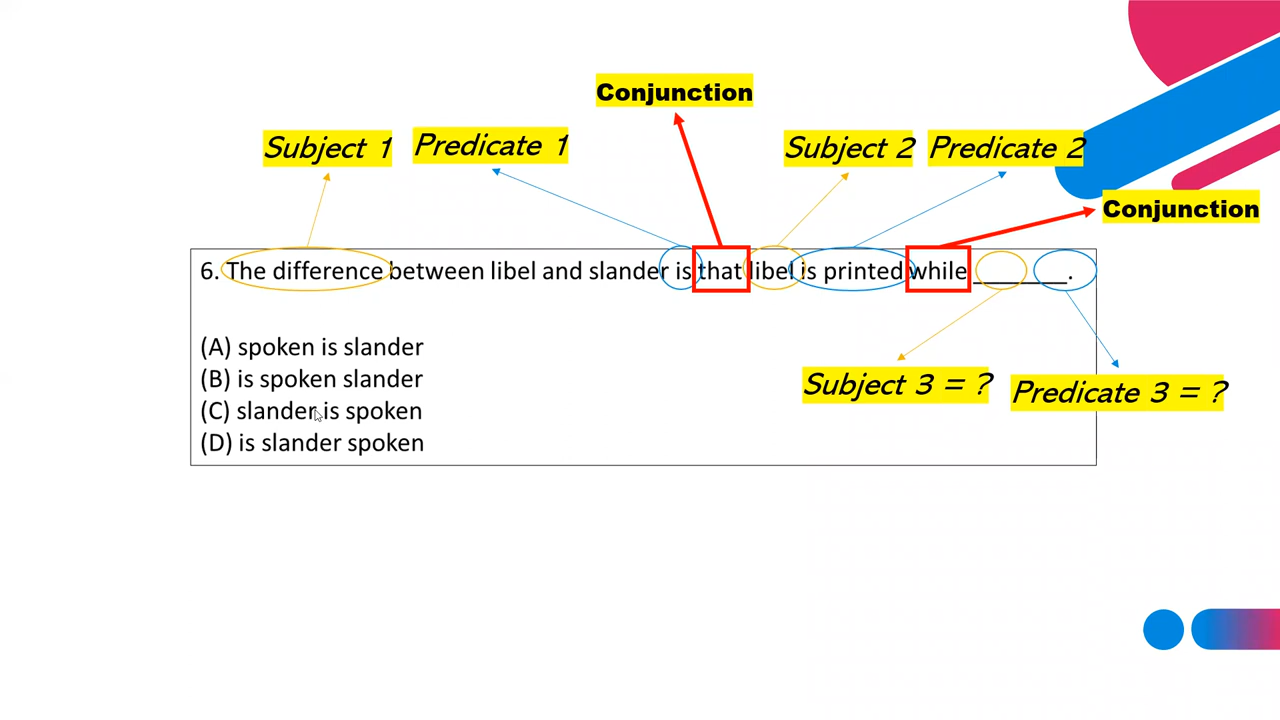 Conjunction
Subject 1 Predicate 1 Subject 2 Predicate 2
Conjunction
6. The difference between libel and slander is that libel is printed while _______.
Subject 3 = ? Predicate 3 = ?
(A) spoken is slander
(B) is spoken slander
(C) slander is spoken
(D) is slander spoken